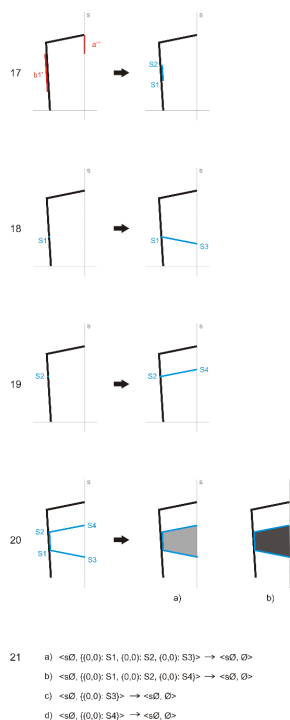 s s
17 a'" S2
b1' S1
s s
18 S1 S1 S3
s s
19 S2 S2 S4
s s
20 S2 S4
S1 S3
a) b)
21 a) <sØ, {(0,0): S1, (0,0): S2, (0,0): S3}> → <sØ, Ø>
b) <sØ, {(0,0): S1, (0,0): S2, (0,0): S4}> → <sØ, Ø>
c) <sØ, {(0,0): S3}> → <sØ, Ø>
d) <sØ, {(0,0): S4}> → <sØ, Ø>